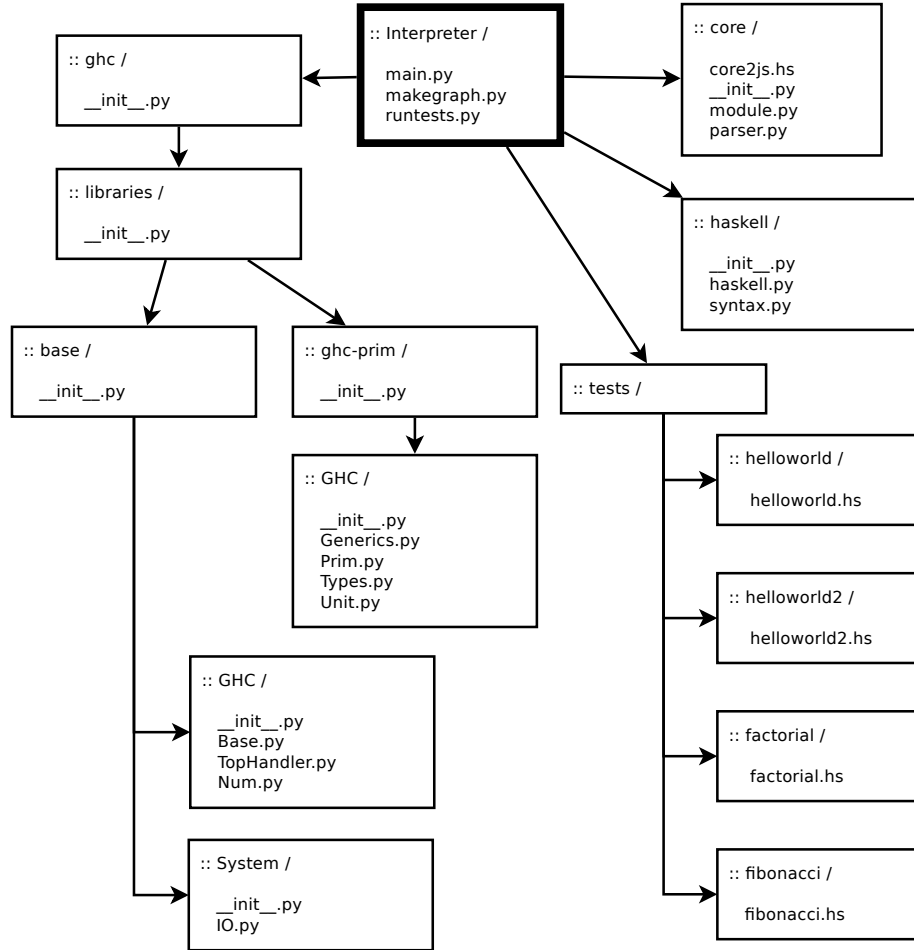 :: Interpreter /
main.py
makegraph.py
runtests.py
:: ghc /
__init__.py
:: libraries /
__init__.py
:: base /
__init__.py
:: ghc-prim /
__init__.py
:: GHC /
__init__.py
Generics.py
Prim.py
Types.py
Unit.py
:: GHC /
__init__.py
Base.py
TopHandler.py
Num.py
:: System /
__init__.py
IO.py
:: core /
core2js.hs
__init__.py
module.py
parser.py
:: haskell /
__init__.py
haskell.py
syntax.py
:: tests /
:: helloworld /
helloworld.hs
:: helloworld2 /
helloworld2.hs
:: factorial /
factorial.hs
:: fibonacci /
fibonacci.hs